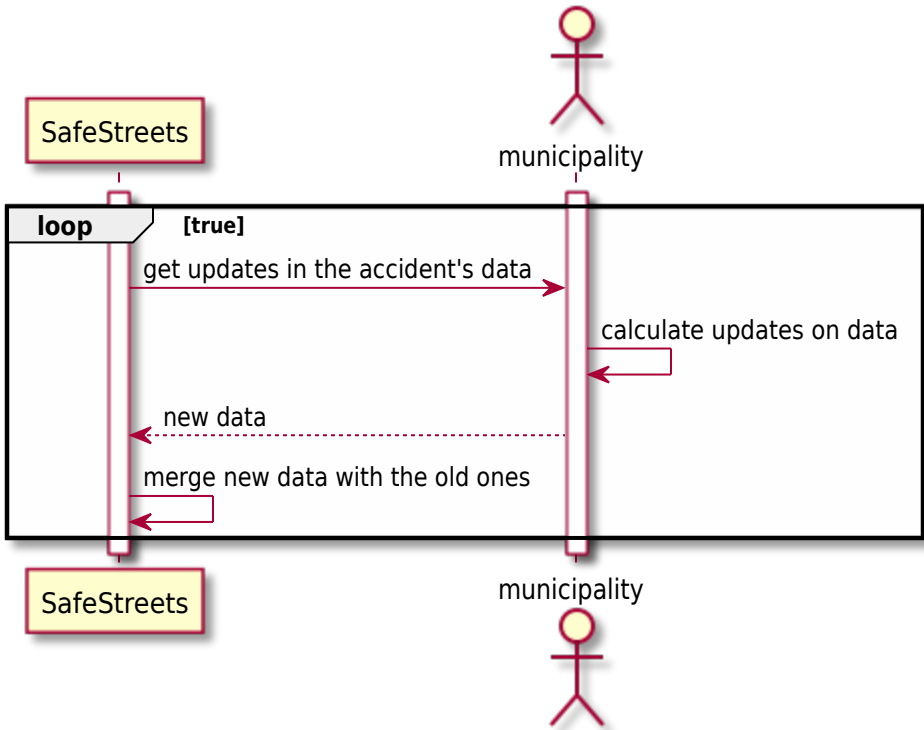 municipality
SafeStreets
loop [true]
get updates in the accident's data
calculate updates on data
new data
merge new data with the old ones
municipality
SafeStreets